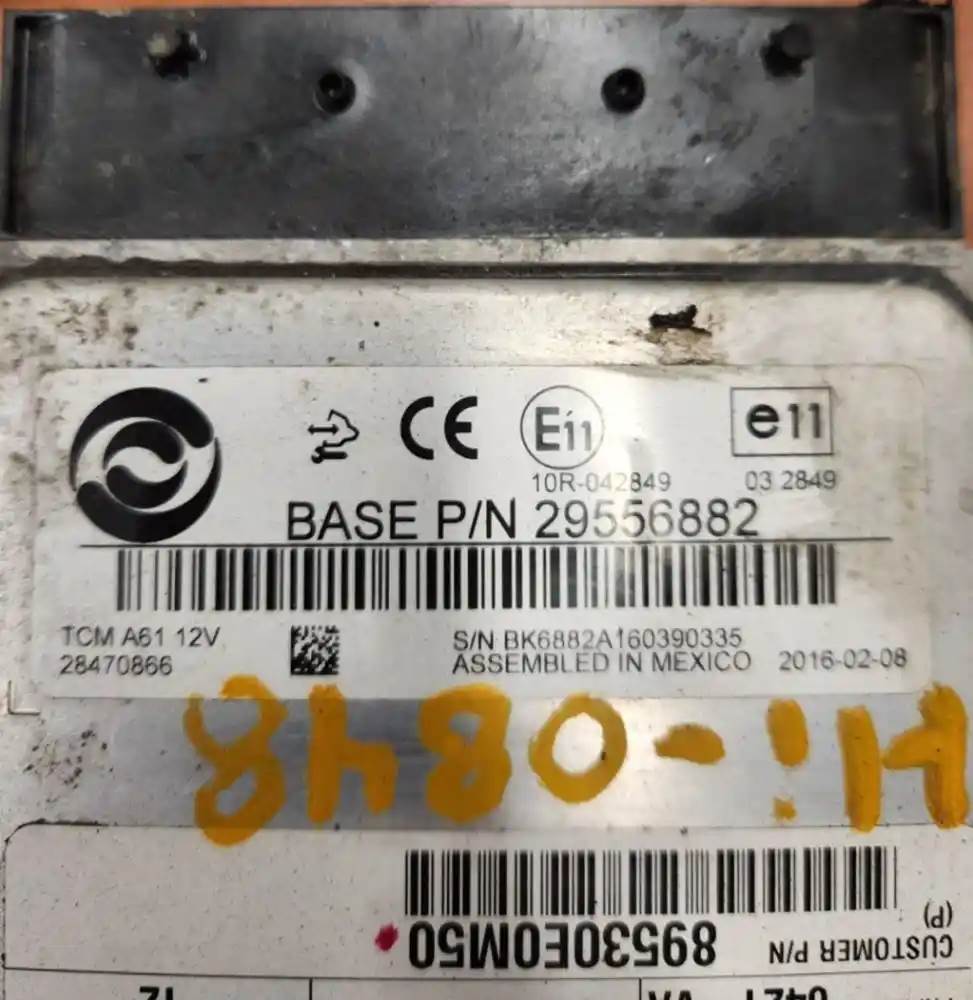 CE
E11
e11
10R-042849
03 2849
BASE P/N 29556882
TCM A61 12V
28470866
S/N BK6882A160390335
ASSEMBLED IN MEXICO 2016-02-08
Hi-0848
CUSTOMER P/N 89530E0M50
(P)